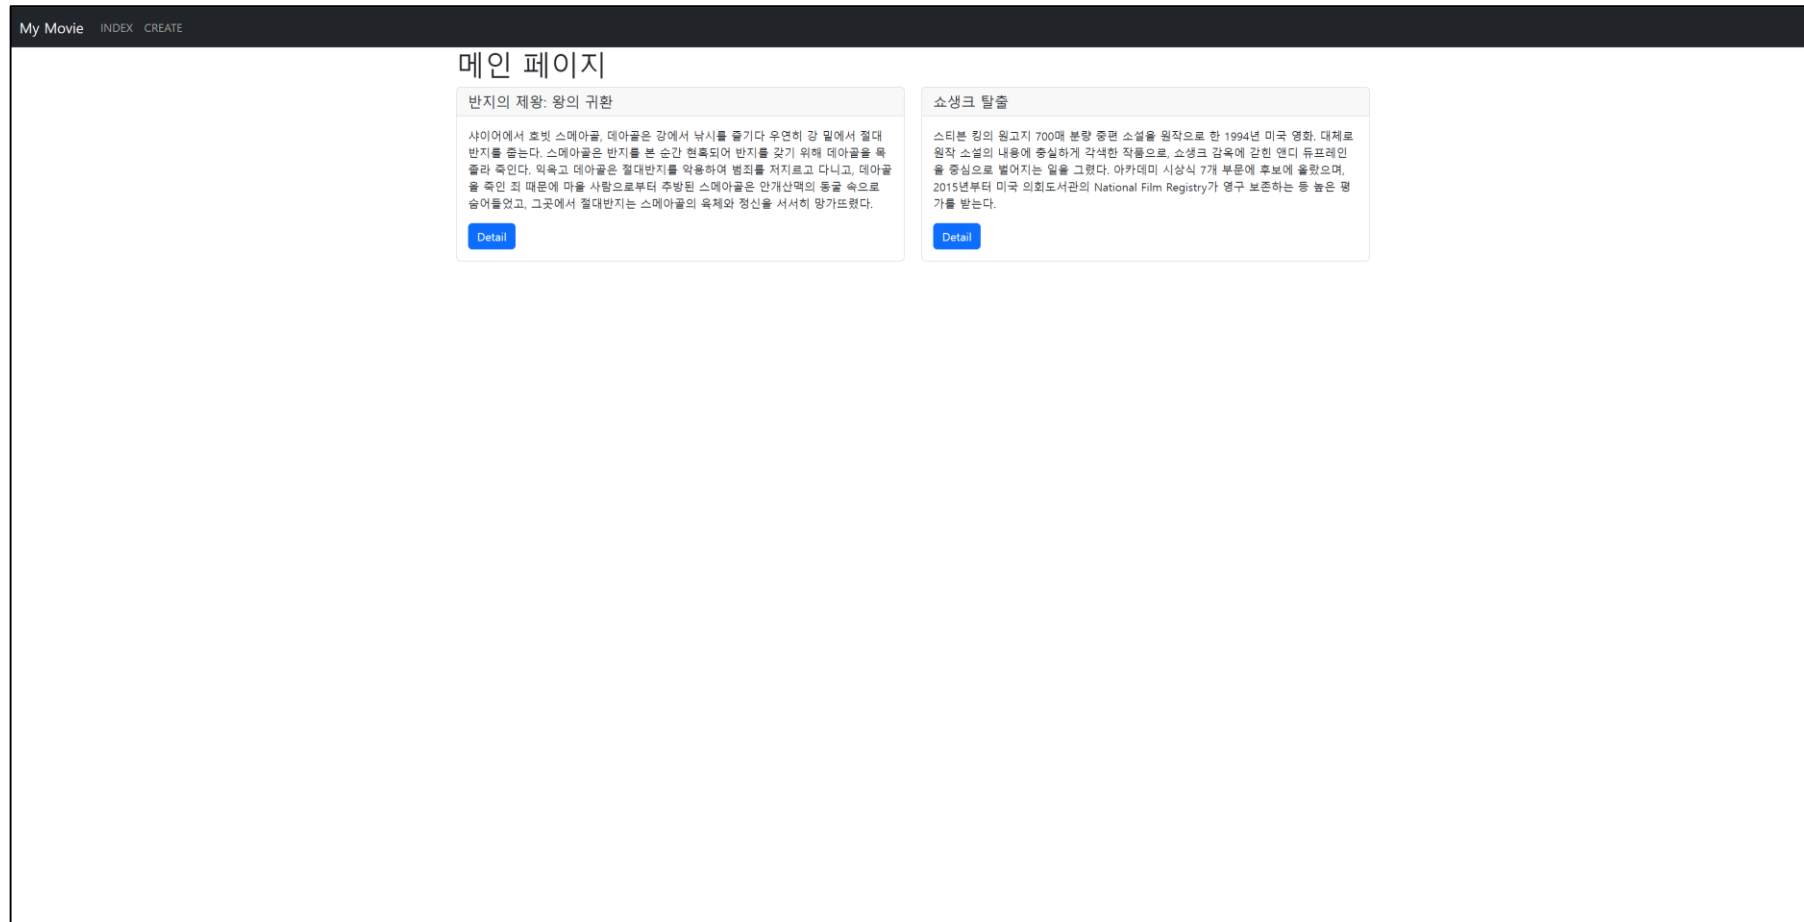 My Movie INDEX CREATE
메인 페이지
반지의 제왕: 왕의 귀환
샤이어에서 호빗 스메아골, 데아골은 강에서 낚시를 즐기다 우연히 강 밑에서 절대
반지를 줍는다. 스메아골은 반지를 본 순간 현혹되어 반지를 갖기 위해 데아골을 목
졸라 죽인다. 익욕고 데아골은 절대반지를 악용하여 범죄를 저지르고 다니고, 데아골
을 죽인 죄 때문에 마을 사람으로부터 추방된 스메아골은 안개산맥의 동굴 속으로
숨어들었고, 그곳에서 절대반지는 스메아골의 육체와 정신을 서서히 망가뜨렸다.
Detail
쇼생크 탈출
스티븐 킹의 원고지 700매 분량 중편 소설을 원작으로 한 1994년 미국 영화. 대체로
원작 소설의 내용에 충실하게 각색한 작품으로, 쇼생크 감옥에 갇힌 앤디 듀프레인
을 중심으로 벌어지는 일을 그렸다. 아카데미 시상식 7개 부문에 후보에 올랐으며,
2015년부터 미국 의회도서관의 National Film Registry가 영구 보존하는 등 높은 평
가를 받는다.
Detail